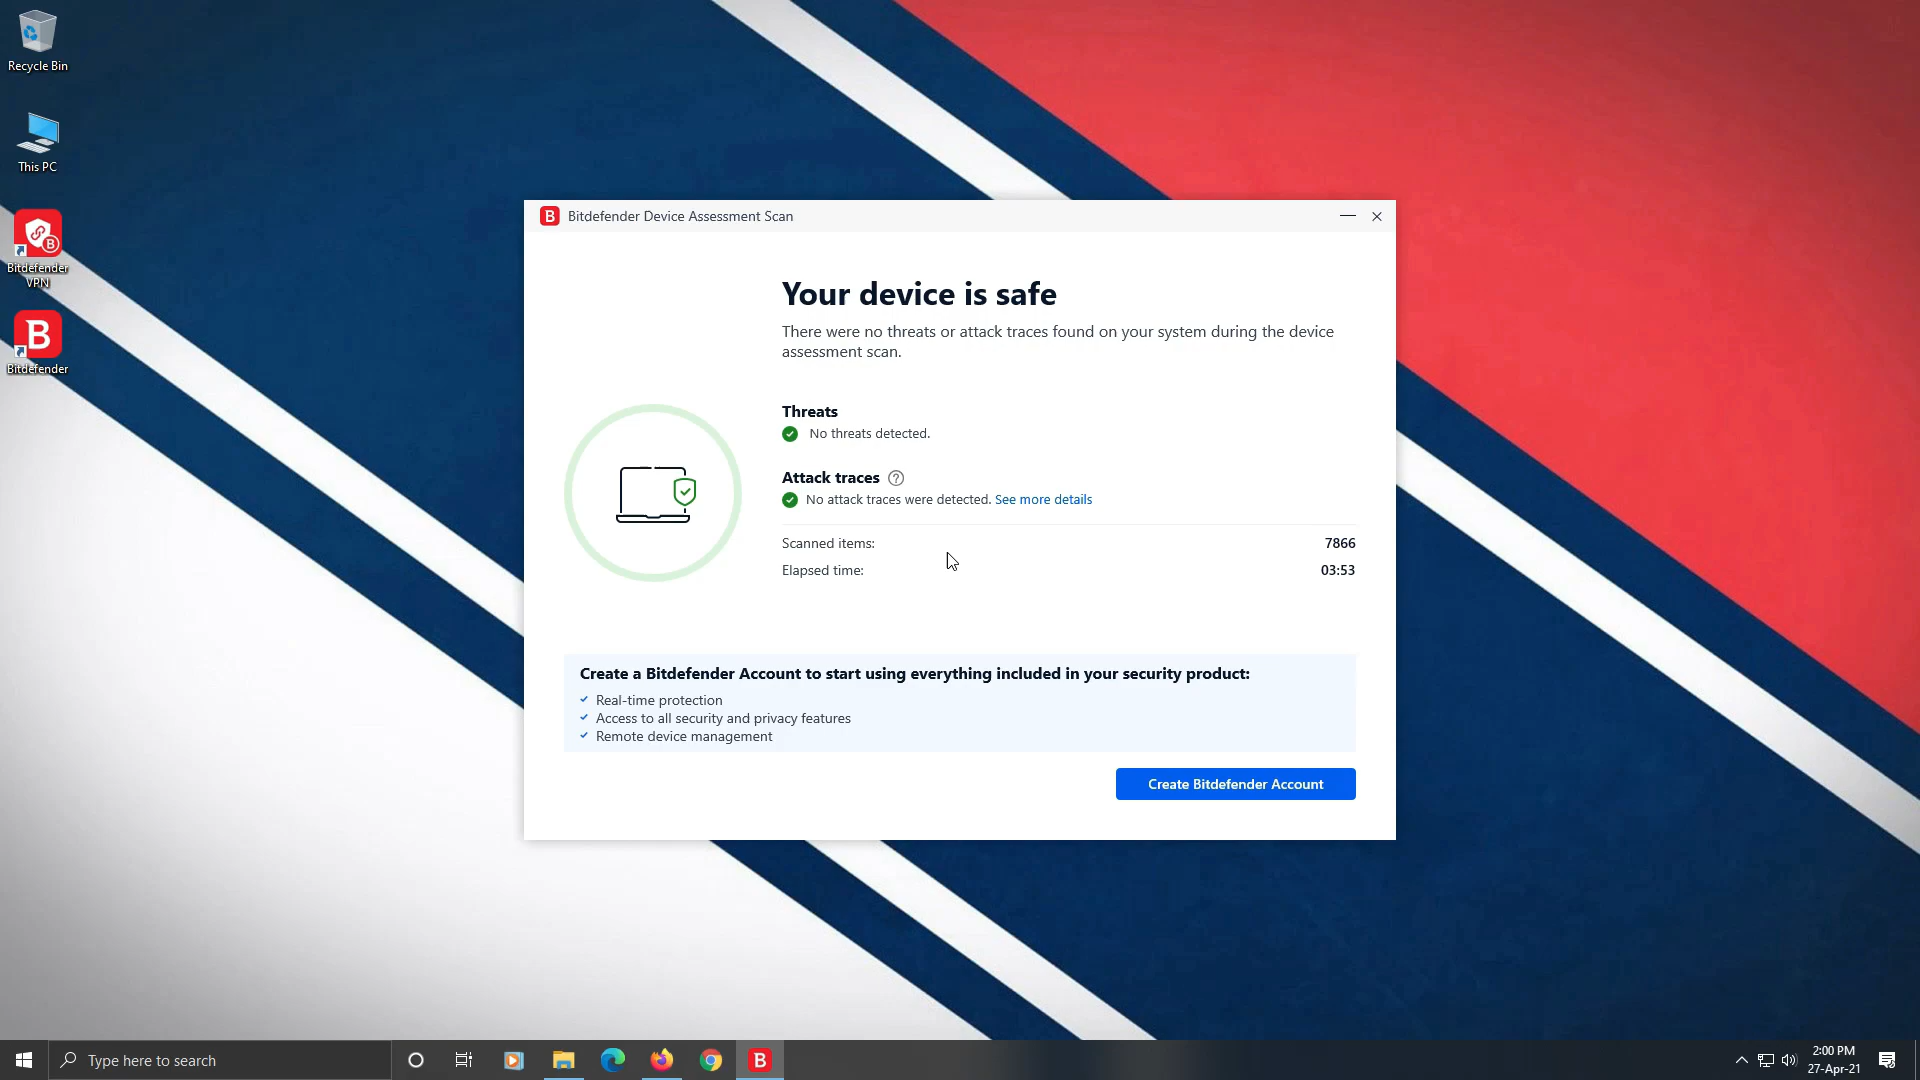 Recycle Bin
This PC
Bitdefender
VPN
Bitdefender
Bitdefender Device Assessment Scan
Your device is safe
There were no threats or attack traces found on your system during the device
assessment scan.
Threats
No threats detected.
Attack traces ?
No attack traces were detected. See more details
Scanned items: 7866
Elapsed time: 03:53
Create a Bitdefender Account to start using everything included in your security product:
Real-time protection
Access to all security and privacy features
Remote device management
Create Bitdefender Account
Type here to search
2:00 PM
27-Apr-21